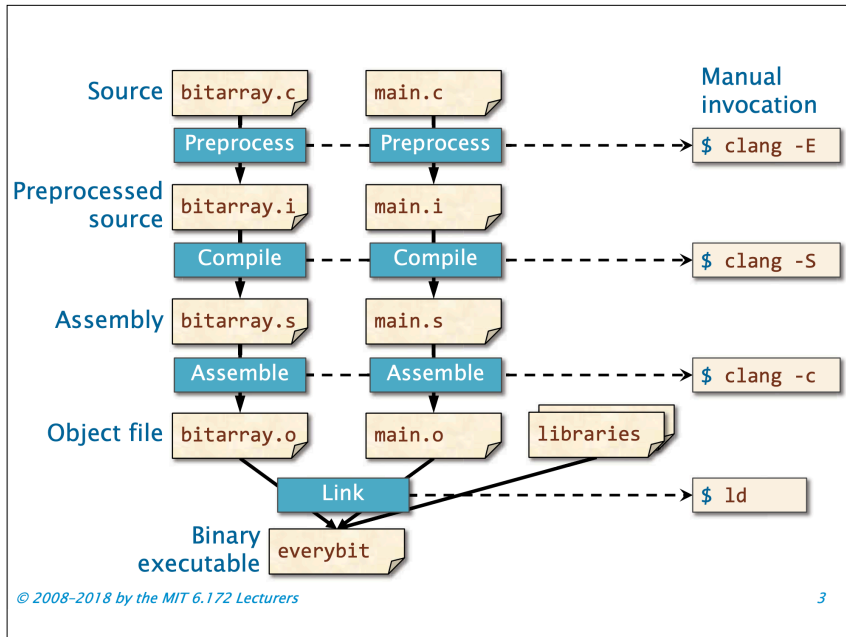 Source
bitarray.c
main.c
Manual
invocation
Preprocess
Preprocess
$ clang -E
Preprocessed
source
bitarray.i
main.i
Compile
Compile
$ clang -S
Assembly
bitarray.s
main.s
Assemble
Assemble
$ clang -c
Object file
bitarray.o
main.o
libraries
Link
$ ld
Binary
executable
everybit
© 2008–2018 by the MIT 6.172 Lecturers
3